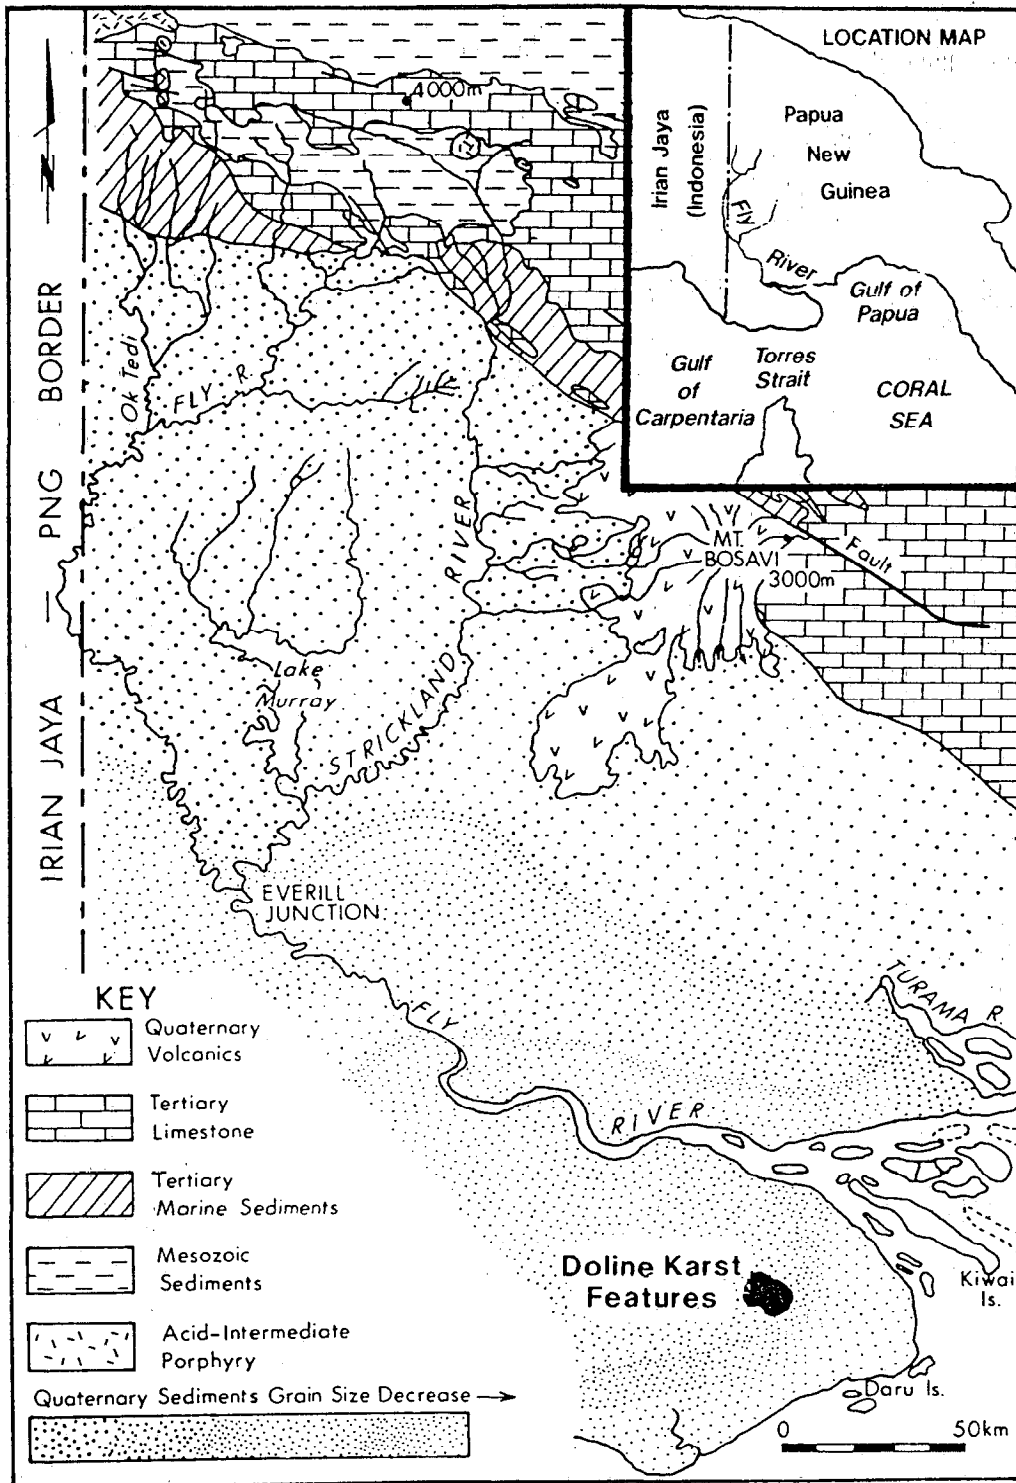 LOCATION MAP
Irian Jaya
(Indonesia)
Papua
New
Guinea
Fly
River
Gulf of
Papua
Gulf
of
Carpentaria
Torres
Strait
CORAL
SEA
4000m
IRIAN JAYA — PNG BORDER
Ok Tedi
FLY R.
STRICKLAND RIVER
MT.
BOSAVI
3000m
Fault
Lake
Murray
EVERILL
JUNCTION
FLY RIVER
TURAMA R.
Doline Karst
Features
Kiwai
Is.
Daru Is.
0 50km
KEY
Quaternary
Volcanics
Tertiary
Limestone
Tertiary
Marine Sediments
Mesozoic
Sediments
Acid-Intermediate
Porphyry
Quaternary Sediments Grain Size Decrease →